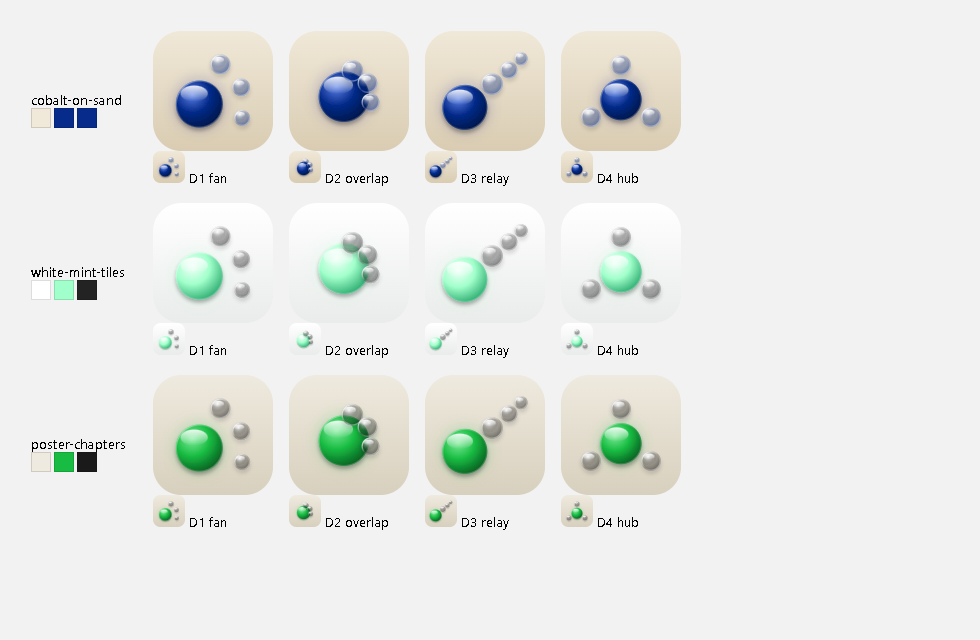 cobalt-on-sand
D1 fan
D2 overlap
D3 relay
D4 hub
white-mint-tiles
D1 fan
D2 overlap
D3 relay
D4 hub
poster-chapters
D1 fan
D2 overlap
D3 relay
D4 hub